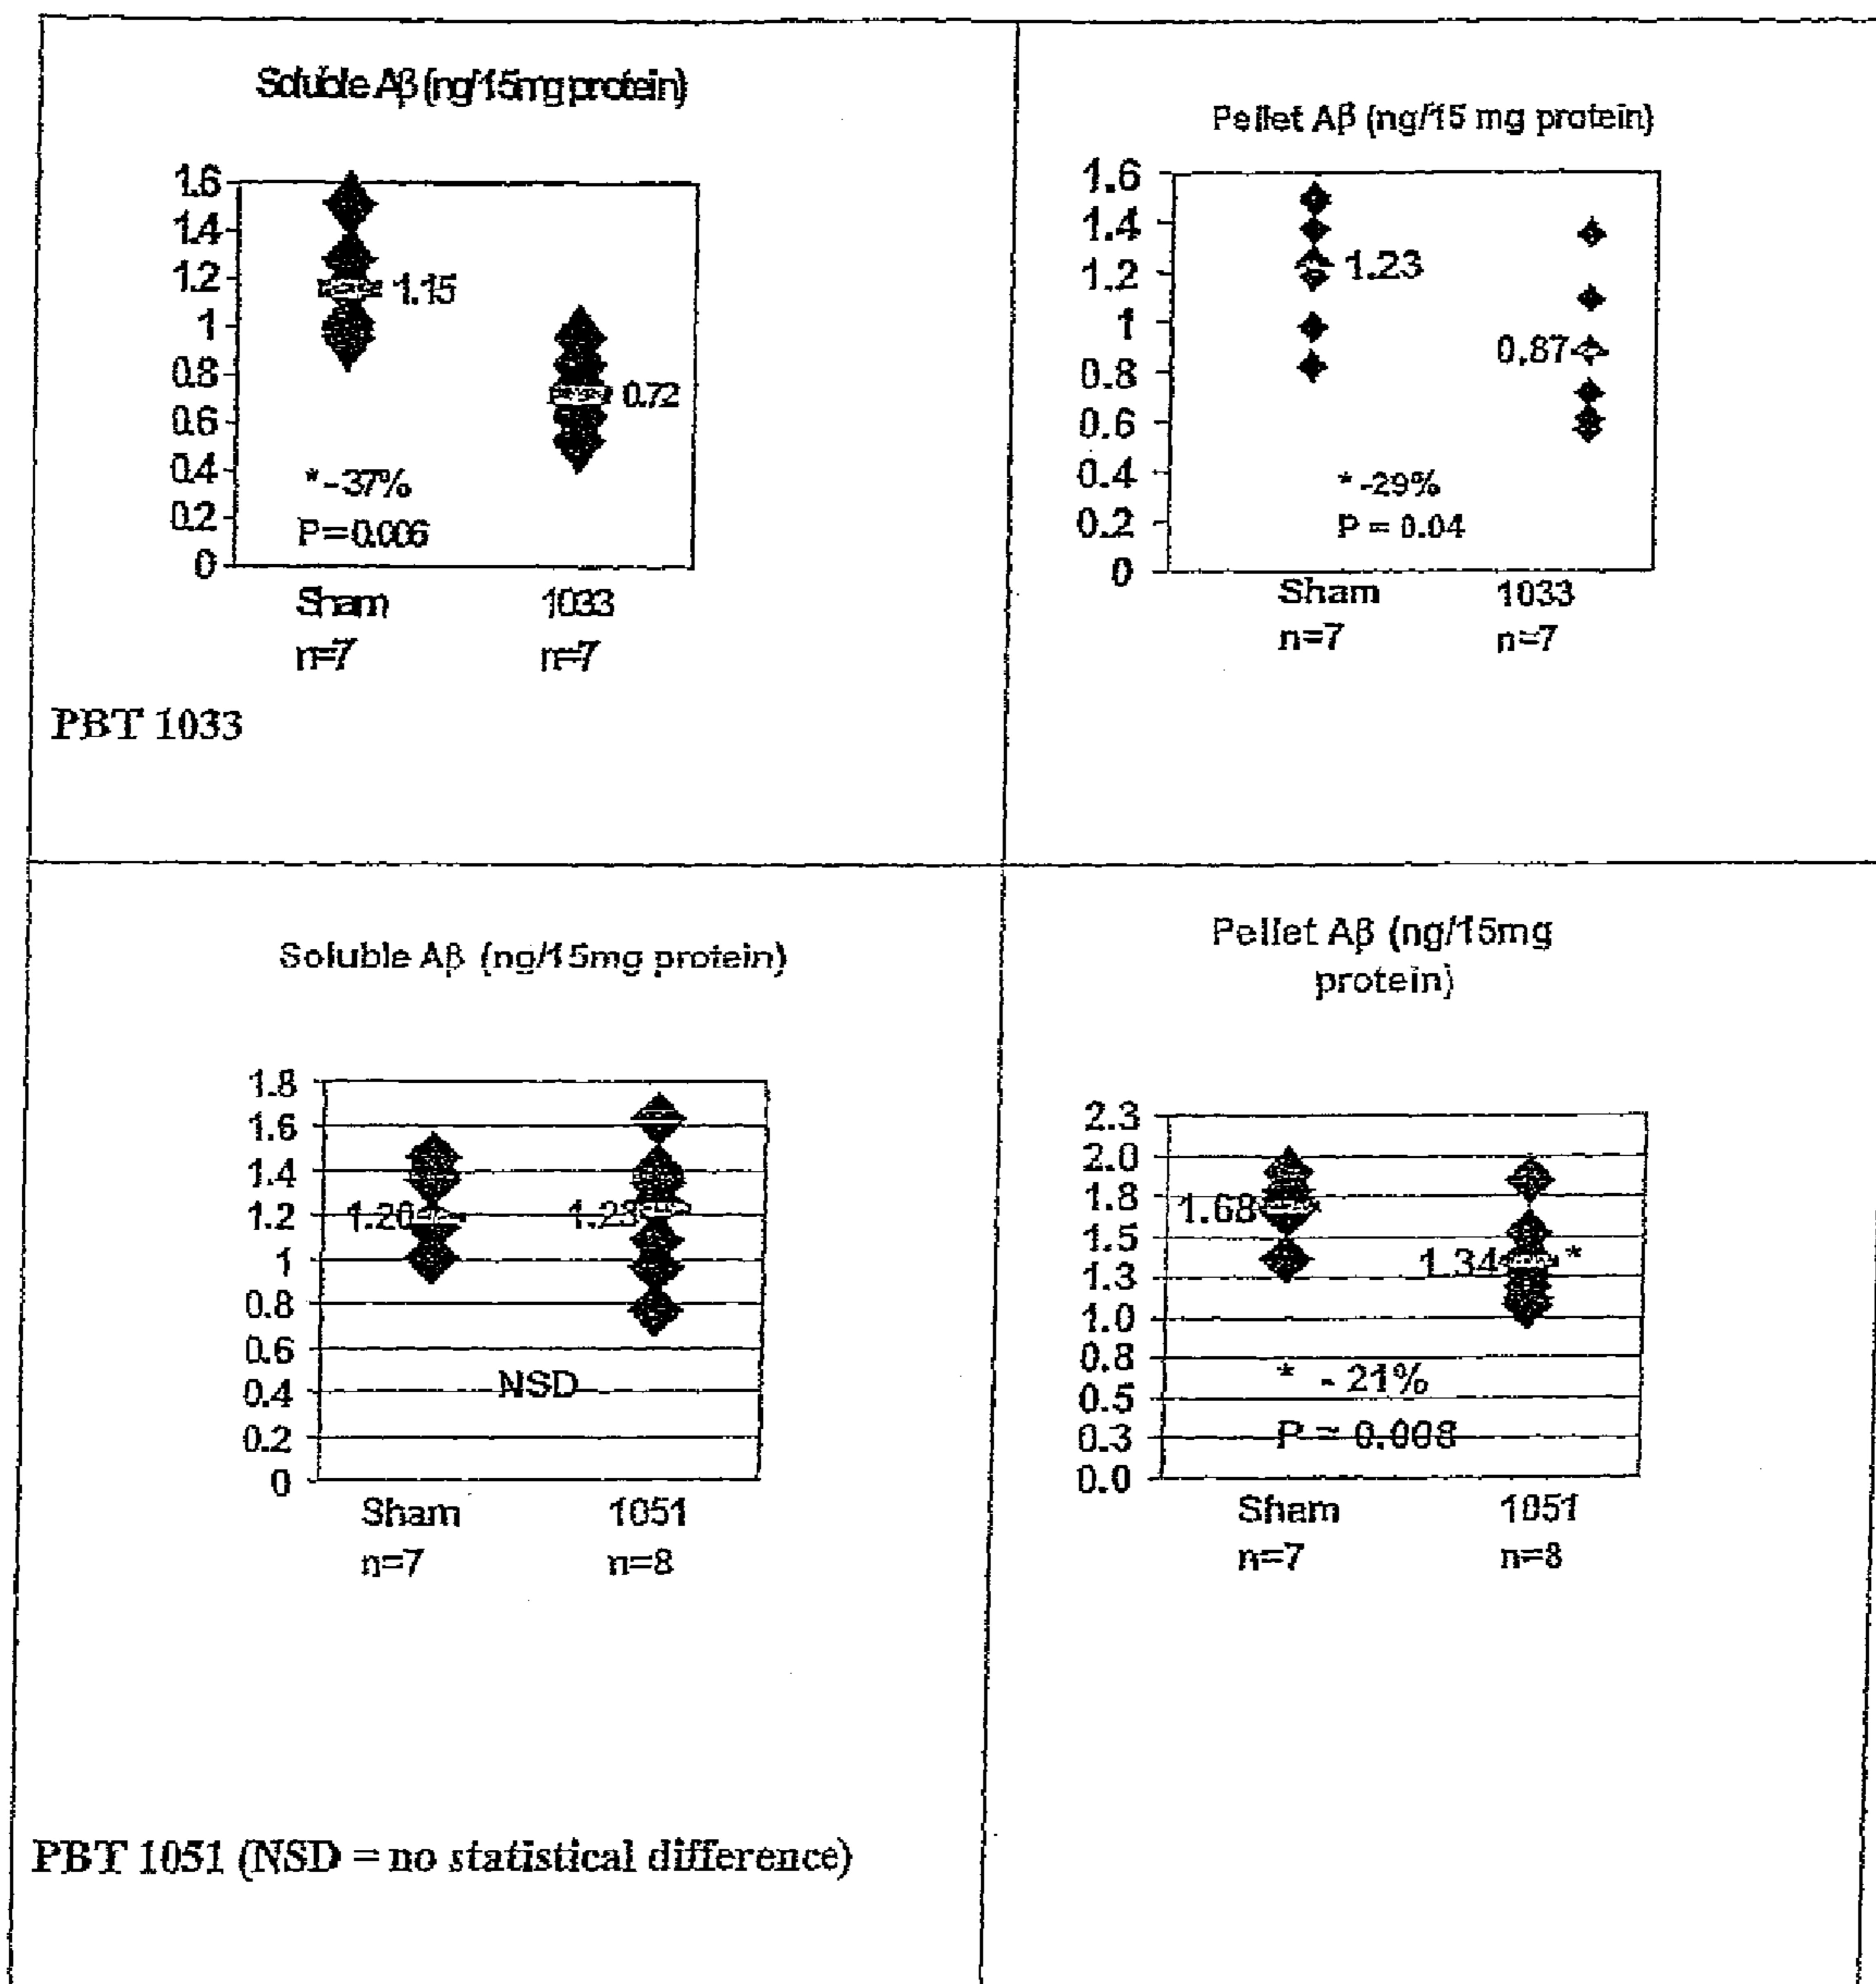 Soluble Aβ (ng/15mg protein)
1.6
1.4
1.2
1
0.8
0.6
0.4
0.2
0
1.15
0.72
*-37%
P=0.006
Sham
1033
n=7
n=7
PBT 1033
Pellet Aβ (ng/15 mg protein)
1.6
1.4
1.2
1
0.8
0.6
0.4
0.2
0
1.23
0.87
* -29%
P = 0.04
Sham
1033
n=7
n=7
Soluble Aβ (ng/15mg protein)
1.8
1.6
1.4
1.2
1
0.8
0.6
0.4
0.2
0
1.20
1.23
NSD
Sham
1051
n=7
n=8
PBT 1051 (NSD = no statistical difference)
Pellet Aβ (ng/15mg
protein)
2.3
2.0
1.8
1.5
1.3
1.0
0.8
0.5
0.3
0.0
1.68
1.34
*
* - 21%
P = 0.008
Sham
1051
n=7
n=8